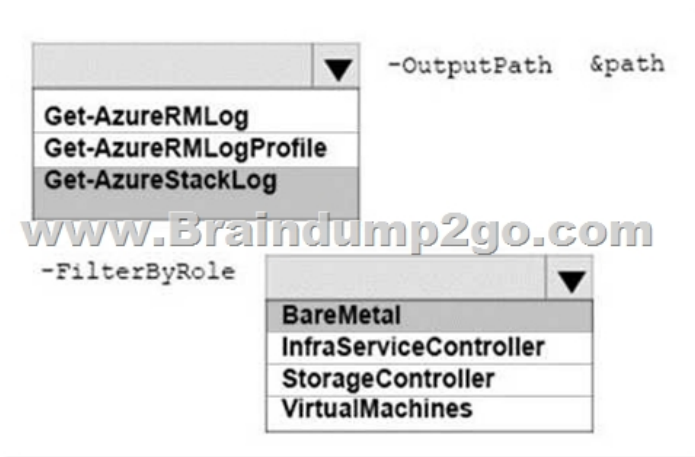 -OutputPath &path
Get-AzureRMLog
Get-AzureRMLogProfile
Get-AzureStackLog
www.Braindump2go.com
-FilterByRole
BareMetal
InfraServiceController
StorageController
VirtualMachines